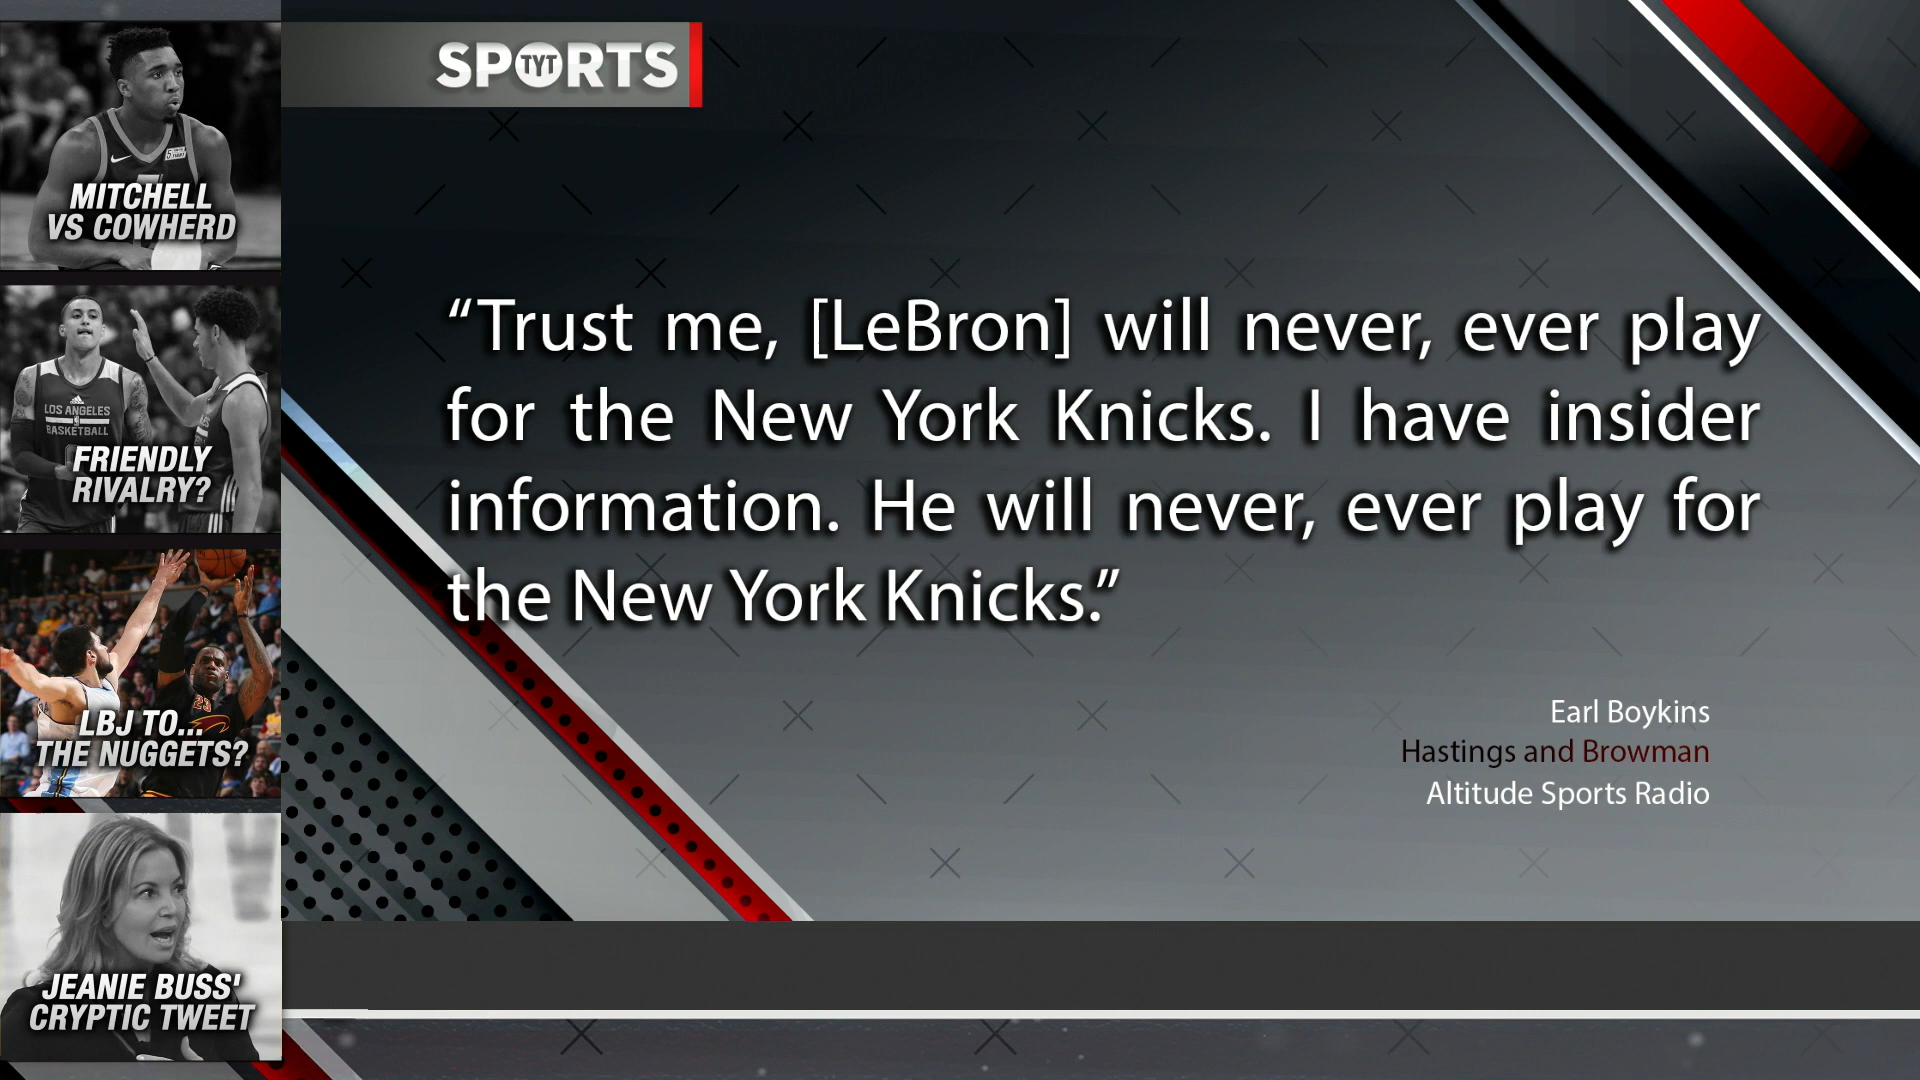 SPORTS
TYT
MITCHELL
VS COWHERD
LOS ANGELES
BASKETBALL
FRIENDLY
RIVALRY?
23
LBJ TO...
THE NUGGETS?
JEANIE BUSS'
CRYPTIC TWEET
“Trust me, [LeBron] will never, ever play
for the New York Knicks. I have insider
information. He will never, ever play for
the New York Knicks.”
Earl Boykins
Hastings and Browman
Altitude Sports Radio